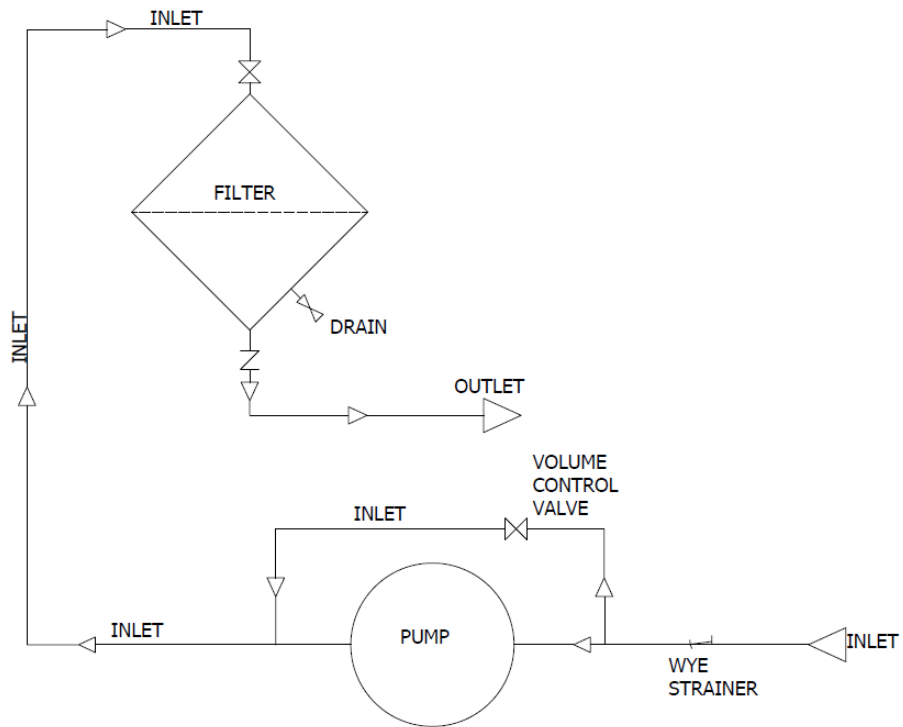 INLET
FILTER
INLET
DRAIN
OUTLET
VOLUME
CONTROL
VALVE
INLET
INLET
PUMP
INLET
WYE
STRAINER